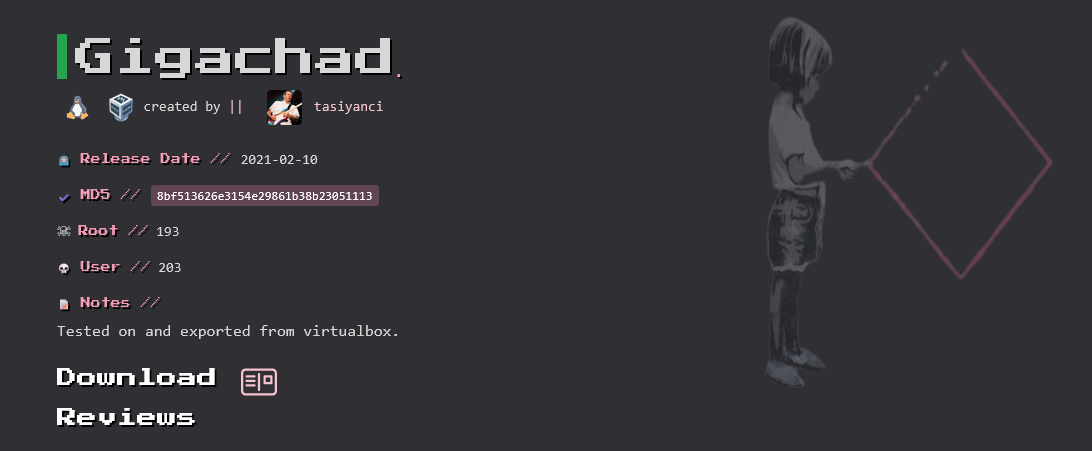 Gigachad.
created by || tasiyanci
Release Date // 2021-02-10
MD5 // 8bf513626e3154e29861b38b23051113
Root // 193
User // 203
Notes //
Tested on and exported from virtualbox.
Download
Reviews